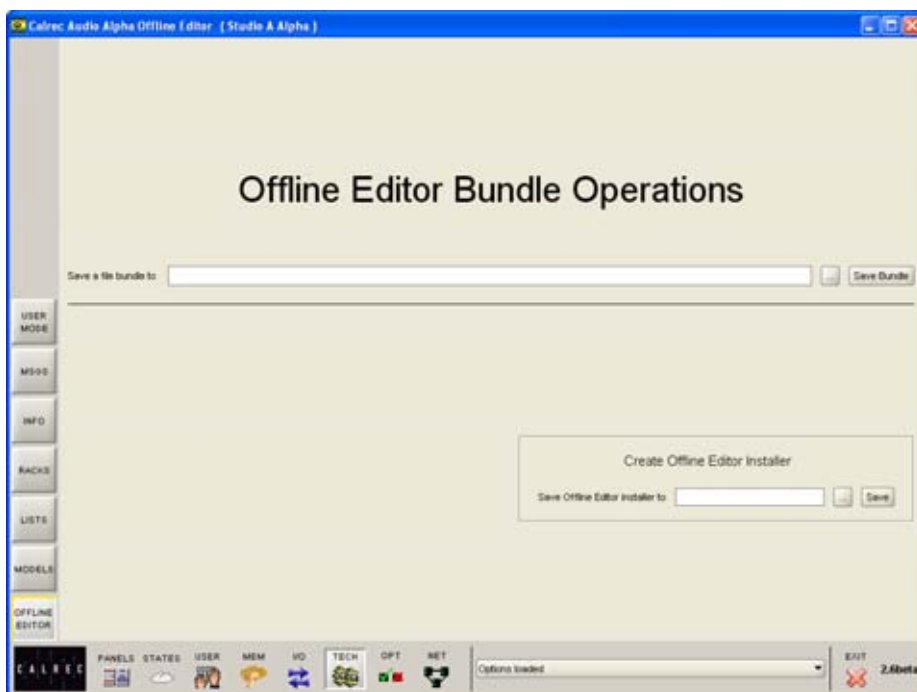 Calrec Audio Alpha Offline Editor ( Studio A Alpha )
Offline Editor Bundle Operations
Save a file bundle to
... Save Bundle
USER
MODE
MSGS
INFO
RACKS
LISTS
MODELS
OFFLINE
EDITOR
Create Offline Editor Installer
Save Offline Editor installer to
... Save
CALREC
PANELS STATES USER MEM I/O TECH OPT NET
Options loaded
EXIT
2.6beta